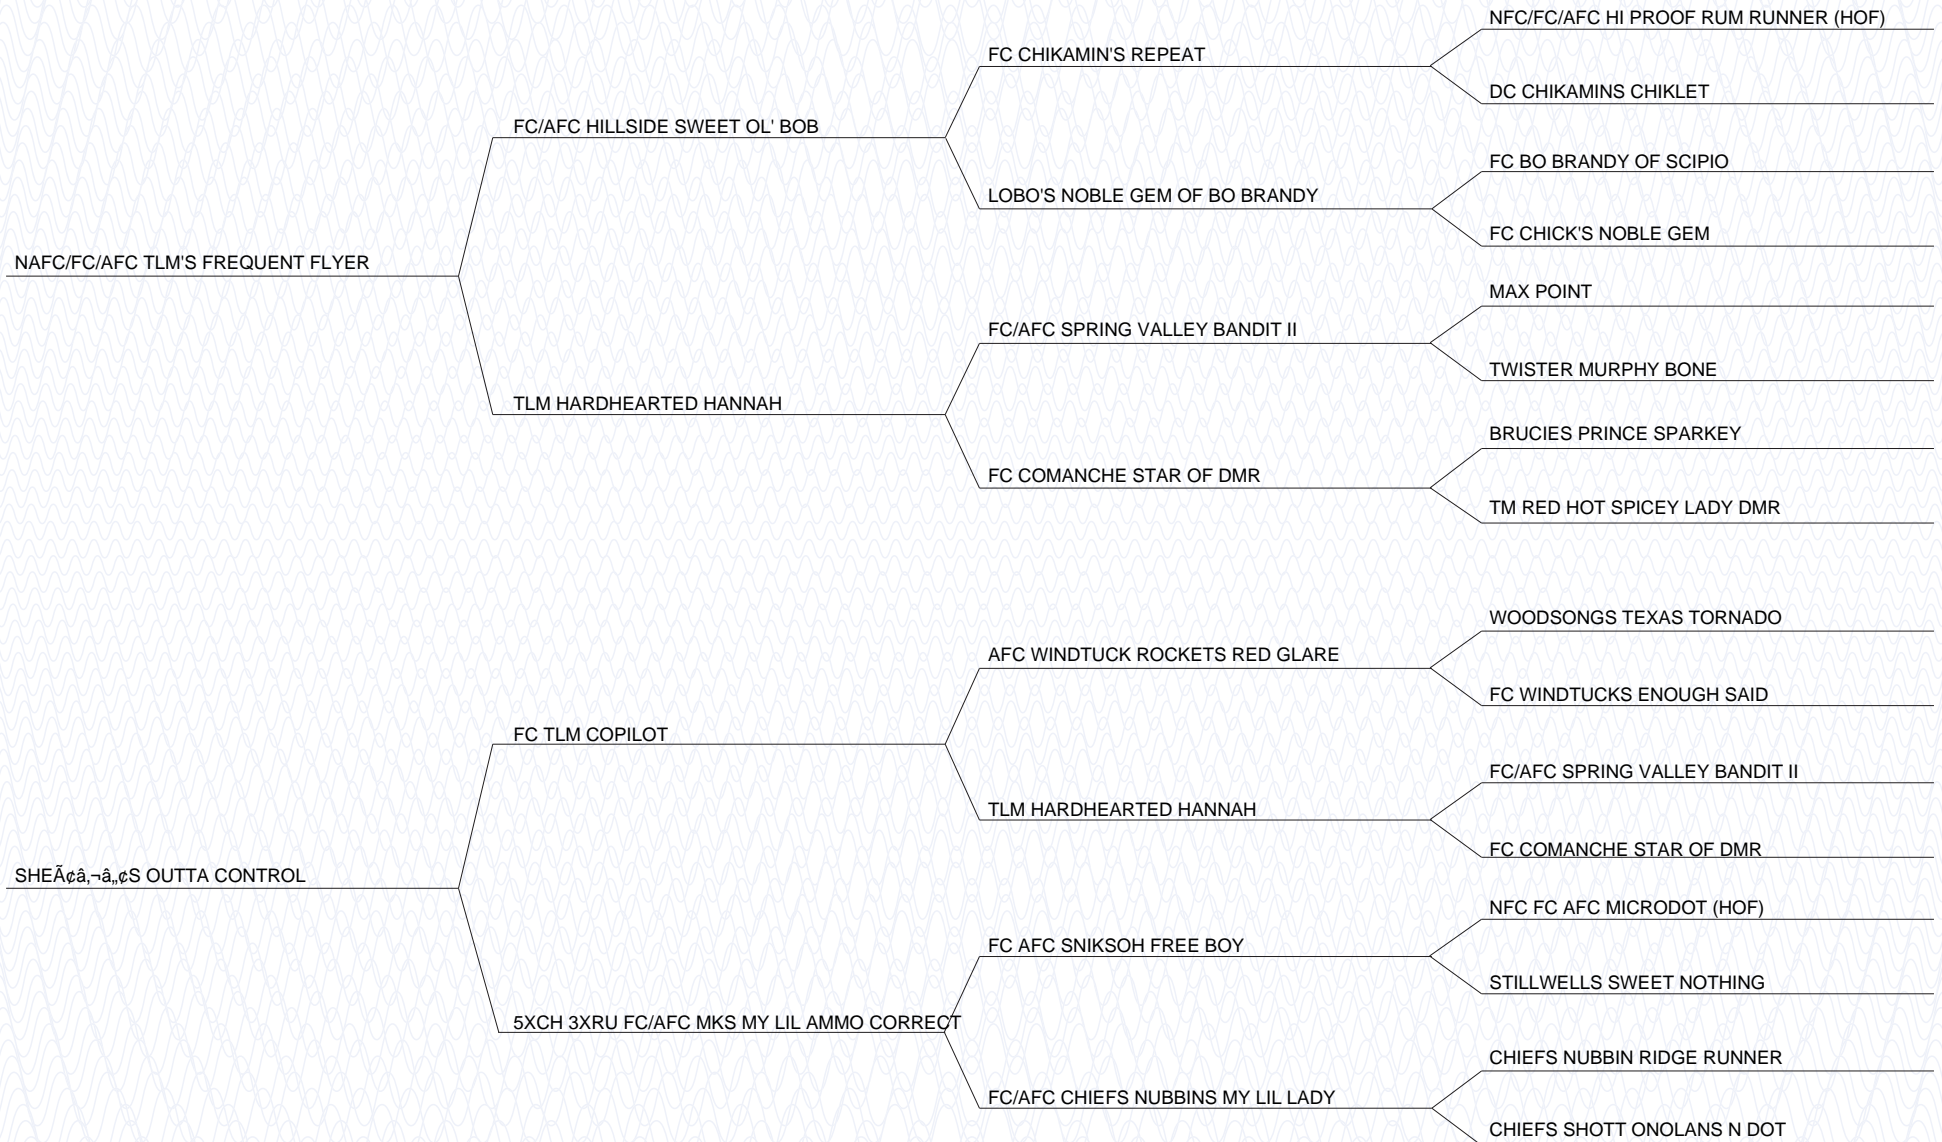 NFC/FC/AFC HI PROOF RUM RUNNER (HOF)
FC CHIKAMIN'S REPEAT
DC CHIKAMINS CHIKLET
FC/AFC HILLSIDE SWEET OL' BOB
FC BO BRANDY OF SCIPIO
LOBO'S NOBLE GEM OF BO BRANDY
FC CHICK'S NOBLE GEM
NAFC/FC/AFC TLM'S FREQUENT FLYER
MAX POINT
FC/AFC SPRING VALLEY BANDIT II
TWISTER MURPHY BONE
TLM HARDHEARTED HANNAH
BRUCIES PRINCE SPARKEY
FC COMANCHE STAR OF DMR
TM RED HOT SPICEY LADY DMR
WOODSONGS TEXAS TORNADO
AFC WINDTUCK ROCKETS RED GLARE
FC WINDTUCKS ENOUGH SAID
FC TLM COPILOT
FC/AFC SPRING VALLEY BANDIT II
TLM HARDHEARTED HANNAH
FC COMANCHE STAR OF DMR
SHEÃ¢â‚¬â„¢S OUTTA CONTROL
NFC FC AFC MICRODOT (HOF)
FC AFC SNIKSOH FREE BOY
STILLWELLS SWEET NOTHING
5XCH 3XRU FC/AFC MKS MY LIL AMMO CORRECT
CHIEFS NUBBIN RIDGE RUNNER
FC/AFC CHIEFS NUBBINS MY LIL LADY
CHIEFS SHOTT ONOLANS N DOT